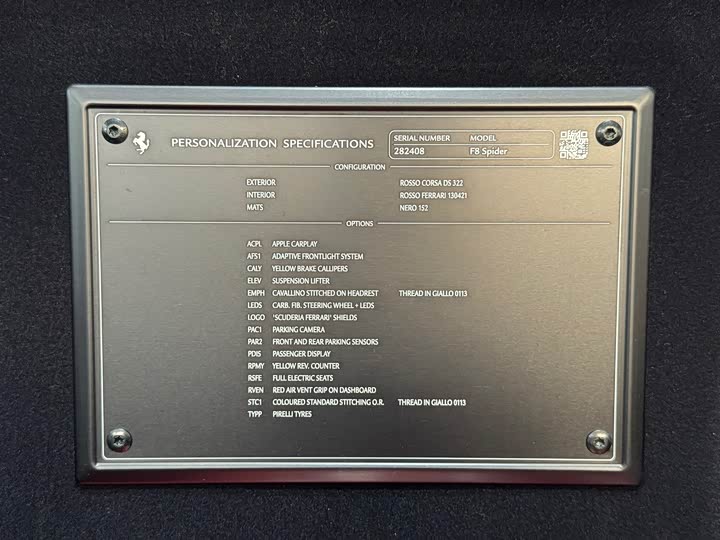 PERSONALIZATION SPECIFICATIONS
SERIAL NUMBER MODEL
282408 F8 Spider
CONFIGURATION
EXTERIOR ROSSO CORSA DS 322
INTERIOR ROSSO FERRARI 130421
MATS NERO 152
OPTIONS
ACPL APPLE CARPLAY
AFS1 ADAPTIVE FRONTLIGHT SYSTEM
CALY YELLOW BRAKE CALLIPERS
ELEV SUSPENSION LIFTER
EMPH CAVALLINO STITCHED ON HEADREST THREAD IN GIALLO 0113
LEDS CARB. FIB. STEERING WHEEL + LEDS
LOGO 'SCUDERIA FERRARI' SHIELDS
PAC1 PARKING CAMERA
PAR2 FRONT AND REAR PARKING SENSORS
PDIS PASSENGER DISPLAY
RPMY YELLOW REV. COUNTER
RSFE FULL ELECTRIC SEATS
RVEN RED AIR VENT GRIP ON DASHBOARD
STC1 COLOURED STANDARD STITCHING O.R. THREAD IN GIALLO 0113
TYPP PIRELLI TYRES